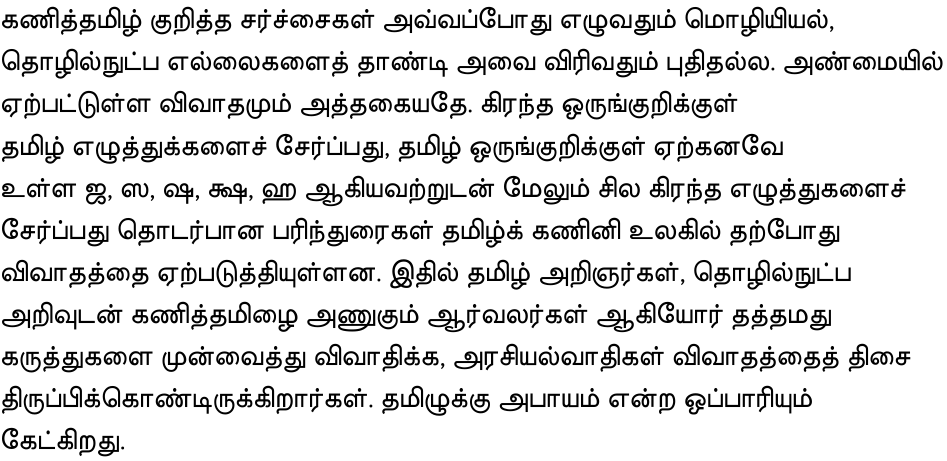 கணித்தமிழ் குறித்த சர்ச்சைகள் அவ்வப்போது எழுவதும் மொழியியல்,
தொழில்நுட்ப எல்லைகளைத் தாண்டி அவை விரிவதும் புதிதல்ல. அண்மையில்
ஏற்பட்டுள்ள விவாதமும் அத்தகையதே. கிரந்த ஒருங்குறிக்குள்
தமிழ் எழுத்துக்களைச் சேர்ப்பது, தமிழ் ஒருங்குறிக்குள் ஏற்கனவே
உள்ள ஜ, ஸ, ஷ, க்ஷ, ஹ ஆகியவற்றுடன் மேலும் சில கிரந்த எழுத்துகளைச்
சேர்ப்பது தொடர்பான பரிந்துரைகள் தமிழ்க் கணினி உலகில் தற்போது
விவாதத்தை ஏற்படுத்தியுள்ளன. இதில் தமிழ் அறிஞர்கள், தொழில்நுட்ப
அறிவுடன் கணித்தமிழை அணுகும் ஆர்வலர்கள் ஆகியோர் தத்தமது
கருத்துகளை முன்வைத்து விவாதிக்க, அரசியல்வாதிகள் விவாதத்தைத் திசை
திருப்பிக்கொண்டிருக்கிறார்கள். தமிழுக்கு அபாயம் என்ற ஒப்பாரியும்
கேட்கிறது.